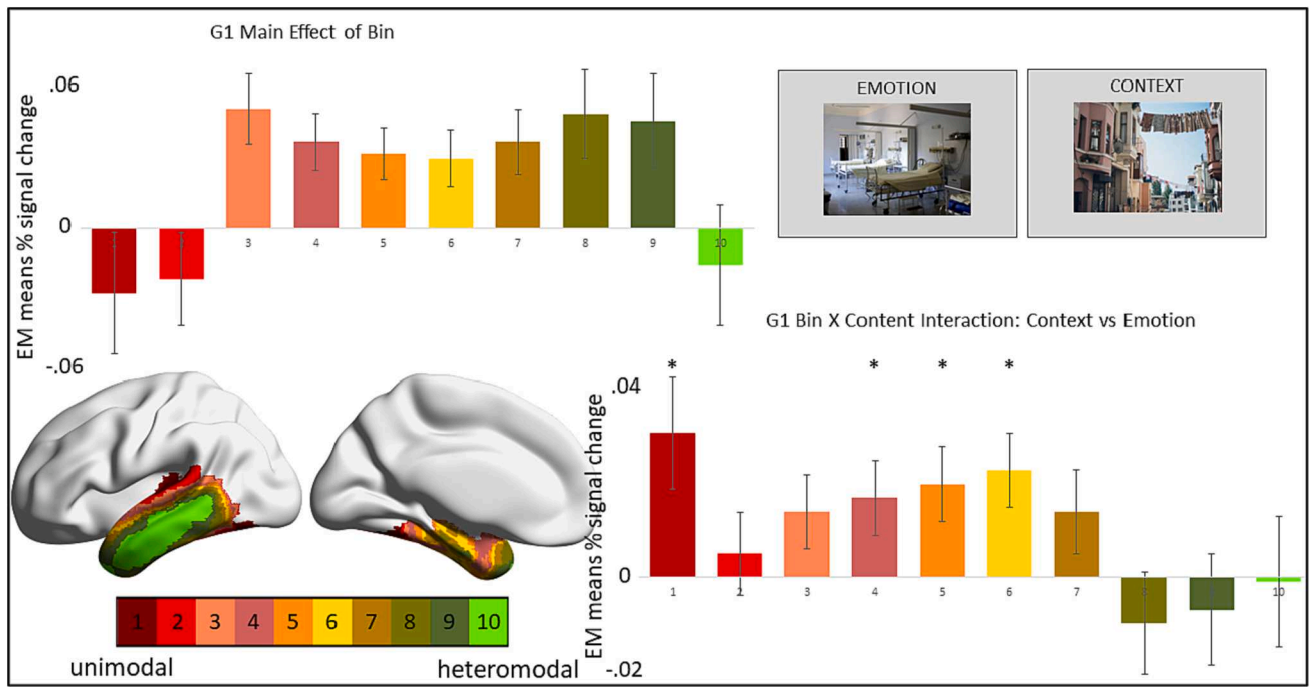 G1 Main Effect of Bin
EM means % signal change
.06
0
-.06
1
3
4
5
6
7
8
9
10
EMOTION
CONTEXT
G1 Bin X Content Interaction: Context vs Emotion
EM means % signal change
.04
0
-.02
* * * *
1
2
3
4
5
6
7
10
1 2 3 4 5 6 7 8 9 10
unimodal
heteromodal